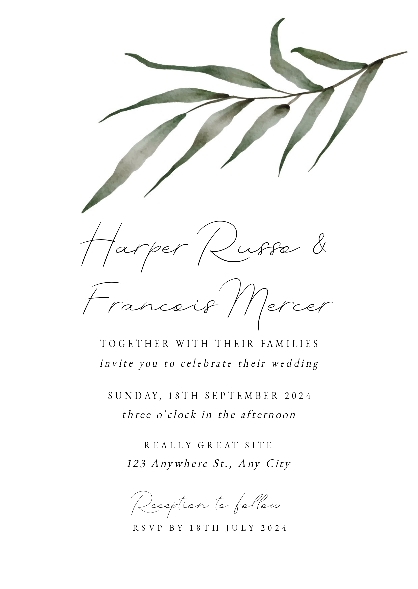 Harper Russo &
Francois Mercer
TOGETHER WITH THEIR FAMILIES
invite you to celebrate their wedding
SUNDAY, 18TH SEPTEMBER 2024
three o'clock in the afternoon
REALLY GREAT SITE
123 Anywhere St., Any City
Reception to follow
RSVP BY 18TH JULY 2024